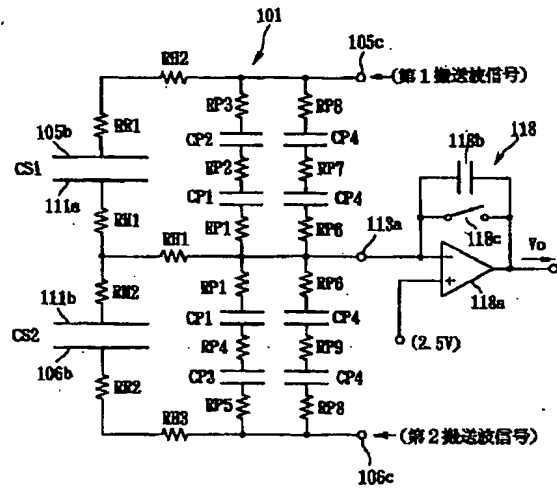 101
RH2
105c
(第1搬送波信号)
RR1
RP3
RP8
105b
CP2
CP4
118b
118
CS1
RP2
RP7
111a
CP1
CP4
RM1
RP1
RP6
113a
118c
Vo
RH1
118a
RM2
RP1
RP6
111b
CP1
CP4
(2.5V)
CS2
RP4
RP9
106b
CP3
CP4
RR2
RP5
RP8
RH3
(第2搬送波信号)
106c